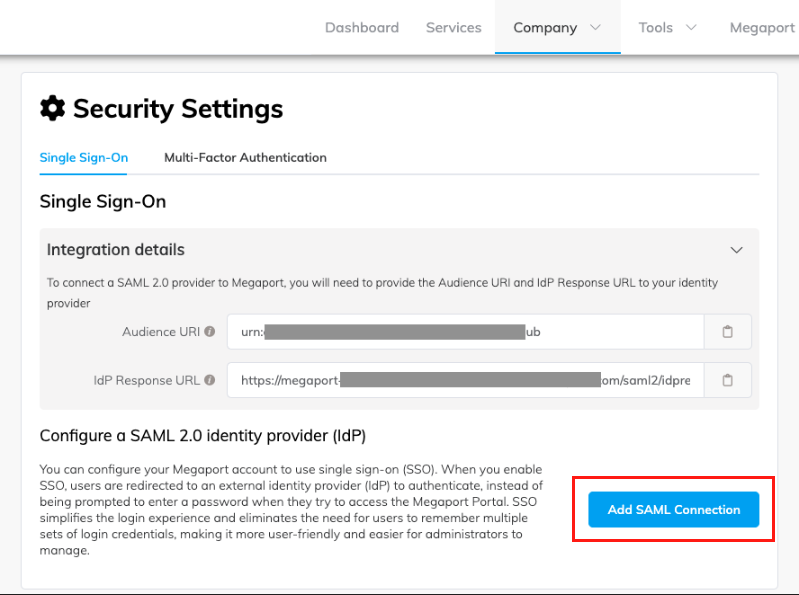 Dashboard Services Company Tools Megaport
Security Settings
Single Sign-On Multi-Factor Authentication
Single Sign-On
Integration details
To connect a SAML 2.0 provider to Megaport, you will need to provide the Audience URI and IdP Response URL to your identity
provider
Audience URI urn: ub
IdP Response URL https://megaport- om/saml2/idpre
Configure a SAML 2.0 identity provider (IdP)
You can configure your Megaport account to use single sign-on (SSO). When you enable
SSO, users are redirected to an external identity provider (IdP) to authenticate, instead of
being prompted to enter a password when they try to access the Megaport Portal. SSO
simplifies the login experience and eliminates the need for users to remember multiple
sets of login credentials, making it more user-friendly and easier for administrators to
manage.
Add SAML Connection